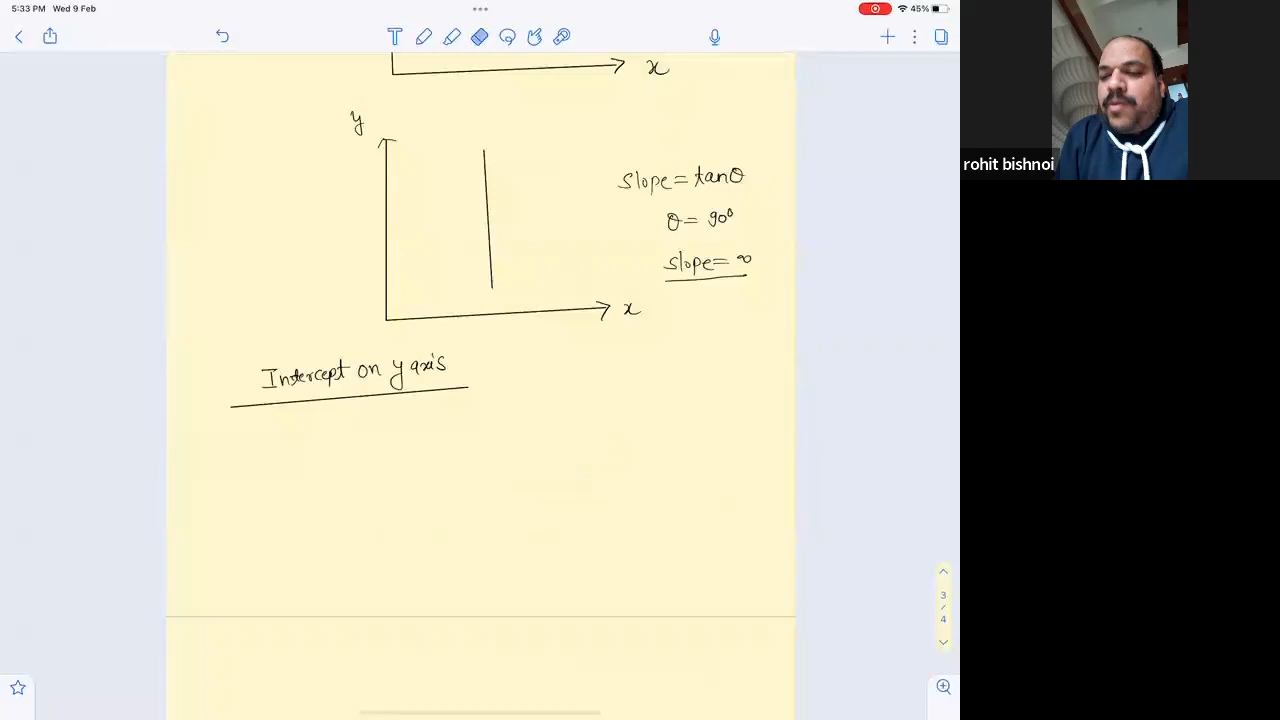 5:33 PM Wed 9 Feb
45%
x
y
rohit bishnoi
slope = tanθ
θ = 90°
slope = ∞
x
Intercept on y axis
3
/
4